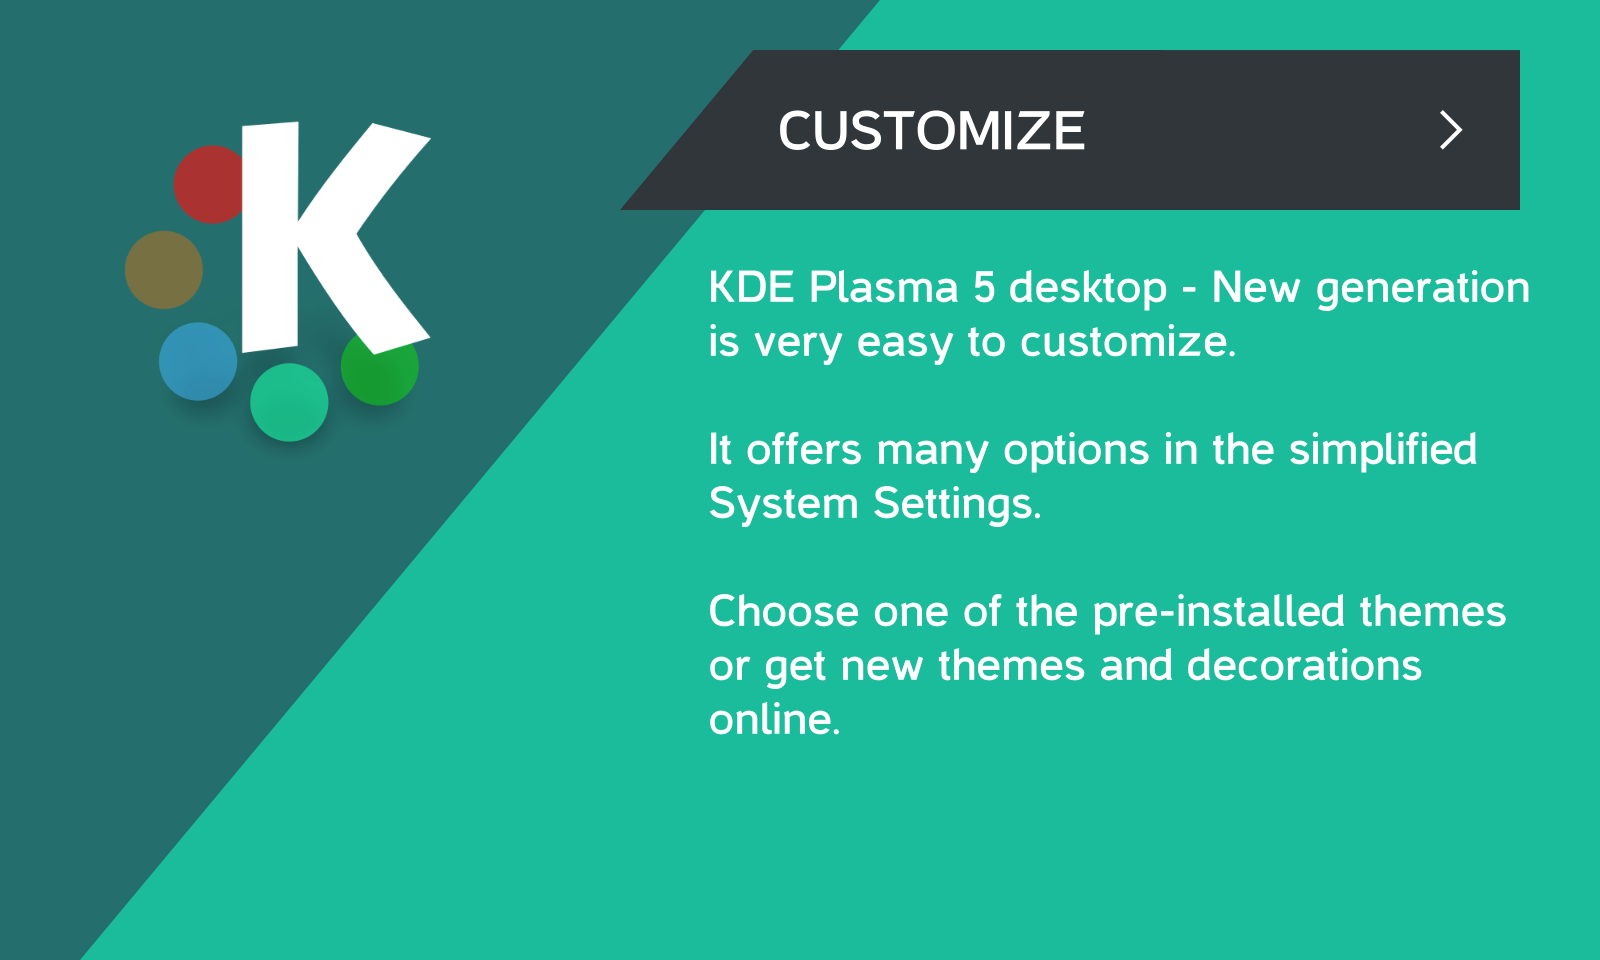 K
CUSTOMIZE
KDE Plasma 5 desktop - New generation
is very easy to customize.
It offers many options in the simplified
System Settings.
Choose one of the pre-installed themes
or get new themes and decorations
online.